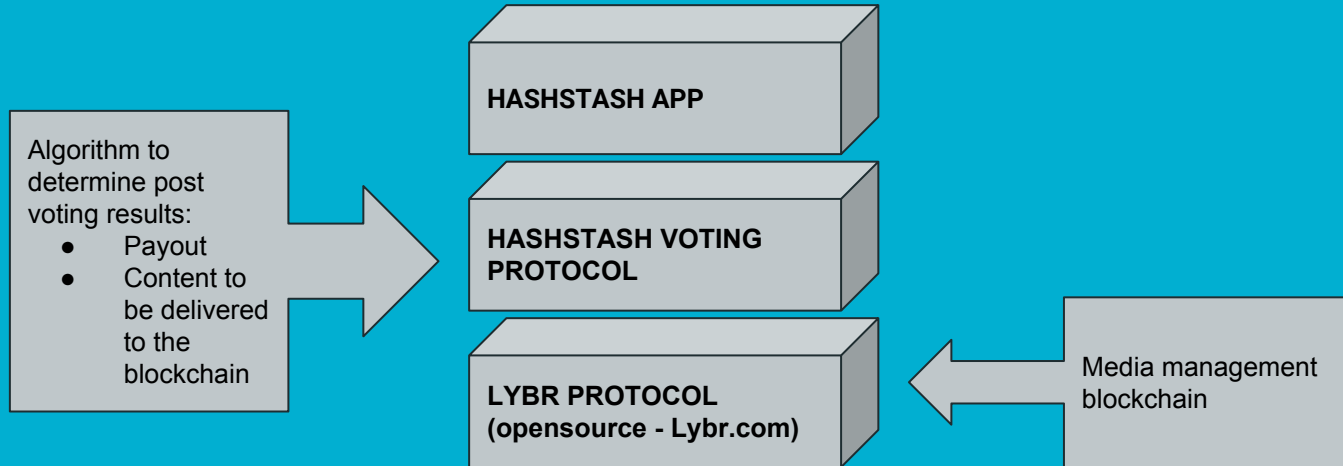 HASHSTASH APP
Algorithm to
determine post
voting results:
● Payout
● Content to
be delivered
to the
blockchain
HASHSTASH VOTING
PROTOCOL
LYBR PROTOCOL
(opensource - Lybr.com)
Media management
blockchain